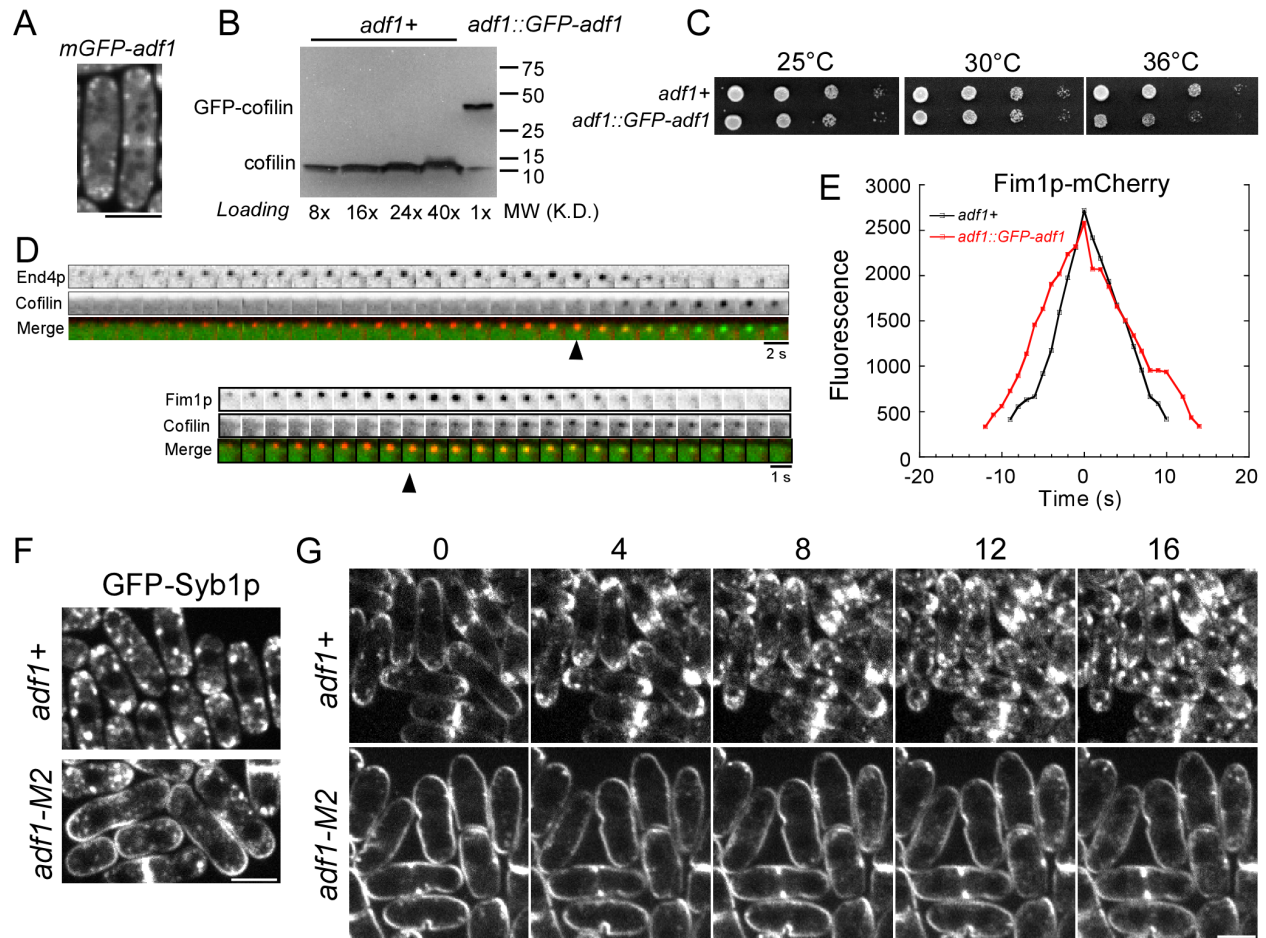 A
mGFP-adf1
B
adf1+ adf1::GFP-adf1
75
50
GFP-cofilin
25
cofilin
15
10
Loading 8x 16x 24x 40x 1x MW (K.D.)
C
25°C 30°C 36°C
adf1+
adf1::GFP-adf1
D
End4p
Cofilin
Merge
2 s
Fim1p
Cofilin
Merge
1 s
E
Fim1p-mCherry
adf1+
adf1::GFP-adf1
Fluorescence
3000
2500
2000
1500
1000
500
0
-20 -10 0 10 20
Time (s)
F
GFP-Syb1p
adf1+
adf1-M2
G
0 4 8 12 16
adf1+
adf1-M2